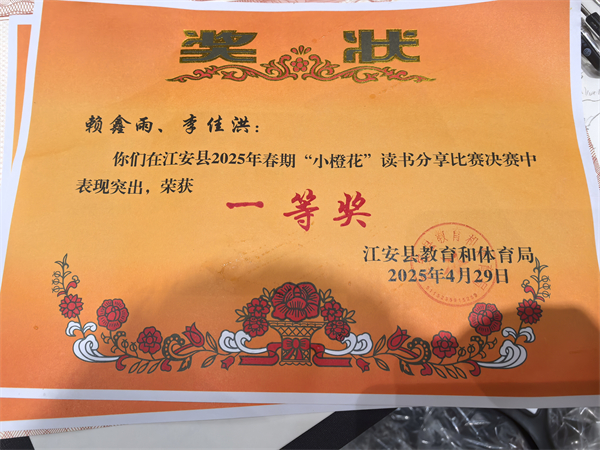 奖状
赖鑫雨、李佳洪：
你们在江安县2025年春期“小橙花”读书分享比赛决赛中
表现突出，荣获
一等奖
江安县教育和体育局
2025年4月29日